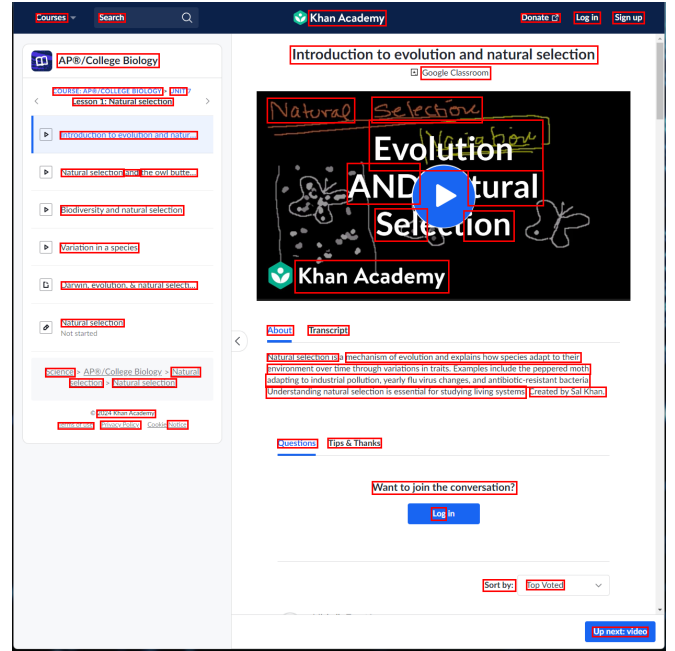 Courses
Search
Khan Academy
Donate
Log in
Sign up
AP®/College Biology
COURSE: AP®/COLLEGE BIOLOGY > UNIT 7
Lesson 1: Natural selection
Introduction to evolution and natur...
Natural selection and the owl butte...
Biodiversity and natural selection
Variation in a species
Darwin, evolution, & natural selecti...
Natural selection
Not started
Science > AP®/College Biology > Natural
selection > Natural selection
© 2024 Khan Academy
Terms of use Privacy Policy Cookie Notice
Introduction to evolution and natural selection
Google Classroom
Natural Selection
Variation
Evolution
AND tural
Selection
Khan Academy
About Transcript
Natural selection is a mechanism of evolution and explains how species adapt to their
environment over time through variations in traits. Examples include the peppered moth
adapting to industrial pollution, yearly flu virus changes, and antibiotic-resistant bacteria.
Understanding natural selection is essential for studying living systems. Created by Sal Khan.
Questions Tips & Thanks
Want to join the conversation?
Log in
Sort by: Top Voted
Up next: video